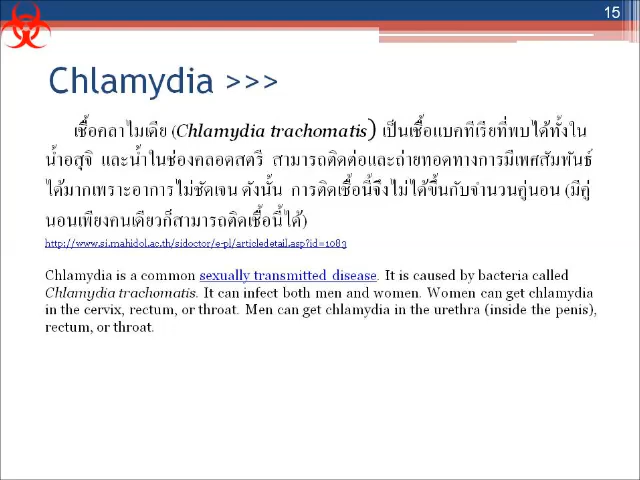 15
Chlamydia >>>
เชื้อคลาไมเดีย (Chlamydia trachomatis) เป็นเชื้อแบคทีเรียที่พบได้ทั้งใน
น้ำอสุจิ และน้ำในช่องคลอดสตรี สามารถติดต่อและถ่ายทอดทางการมีเพศสัมพันธ์
ได้มากเพราะอาการไม่ชัดเจน ดังนั้น การติดเชื้อนี้จึงไม่ได้ขึ้นกับจำนวนคู่นอน (มีคู่
นอนเพียงคนเดียวก็สามารถติดเชื้อนี้ได้)
http://www.si.mahidol.ac.th/sidoctor/e-pl/articledetail.asp?id=1083
Chlamydia is a common sexually transmitted disease. It is caused by bacteria called
Chlamydia trachomatis. It can infect both men and women. Women can get chlamydia
in the cervix, rectum, or throat. Men can get chlamydia in the urethra (inside the penis),
rectum, or throat.